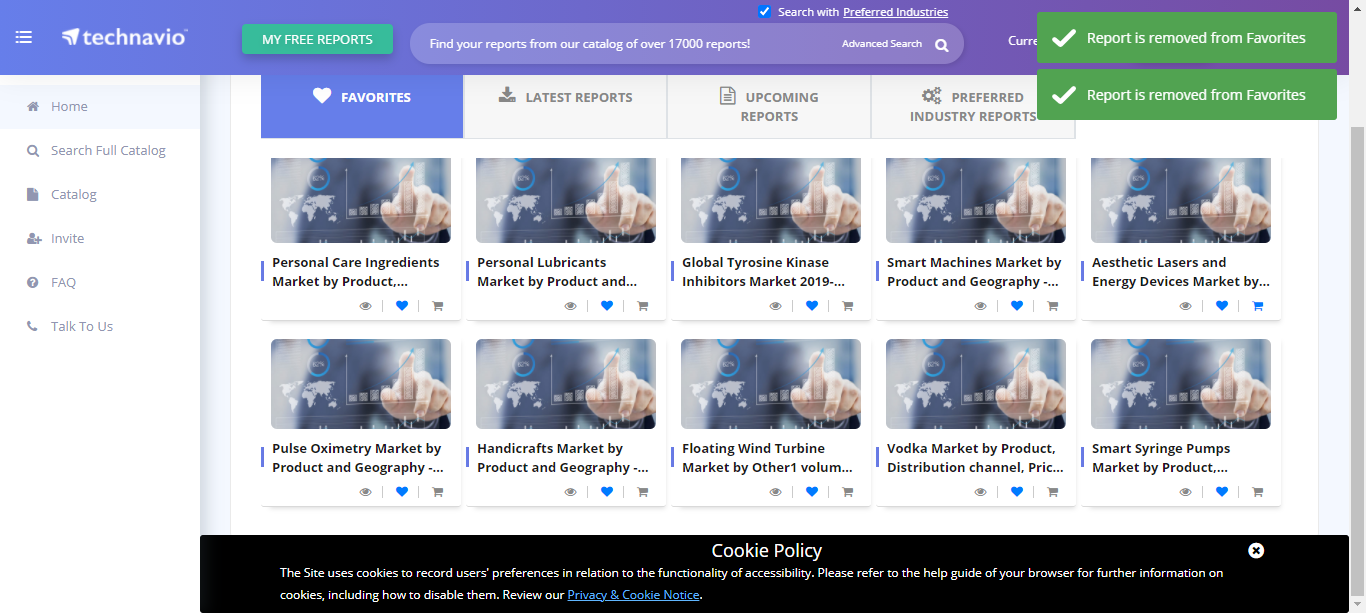 Search with Preferred Industries
technavio
MY FREE REPORTS
Find your reports from our catalog of over 17000 reports!
Advanced Search
Curre
Report is removed from Favorites
Report is removed from Favorites
Home
Search Full Catalog
Catalog
Invite
FAQ
Talk To Us
FAVORITES
LATEST REPORTS
UPCOMING
REPORTS
PREFERRED
INDUSTRY REPORTS
Personal Care Ingredients
Market by Product,...
Personal Lubricants
Market by Product and...
Global Tyrosine Kinase
Inhibitors Market 2019-...
Smart Machines Market by
Product and Geography -...
Aesthetic Lasers and
Energy Devices Market by...
Pulse Oximetry Market by
Product and Geography -...
Handicrafts Market by
Product and Geography -...
Floating Wind Turbine
Market by Other1 volum...
Vodka Market by Product,
Distribution channel, Pric...
Smart Syringe Pumps
Market by Product,...
Cookie Policy
The Site uses cookies to record users' preferences in relation to the functionality of accessibility. Please refer to the help guide of your browser for further information on
cookies, including how to disable them. Review our Privacy & Cookie Notice.